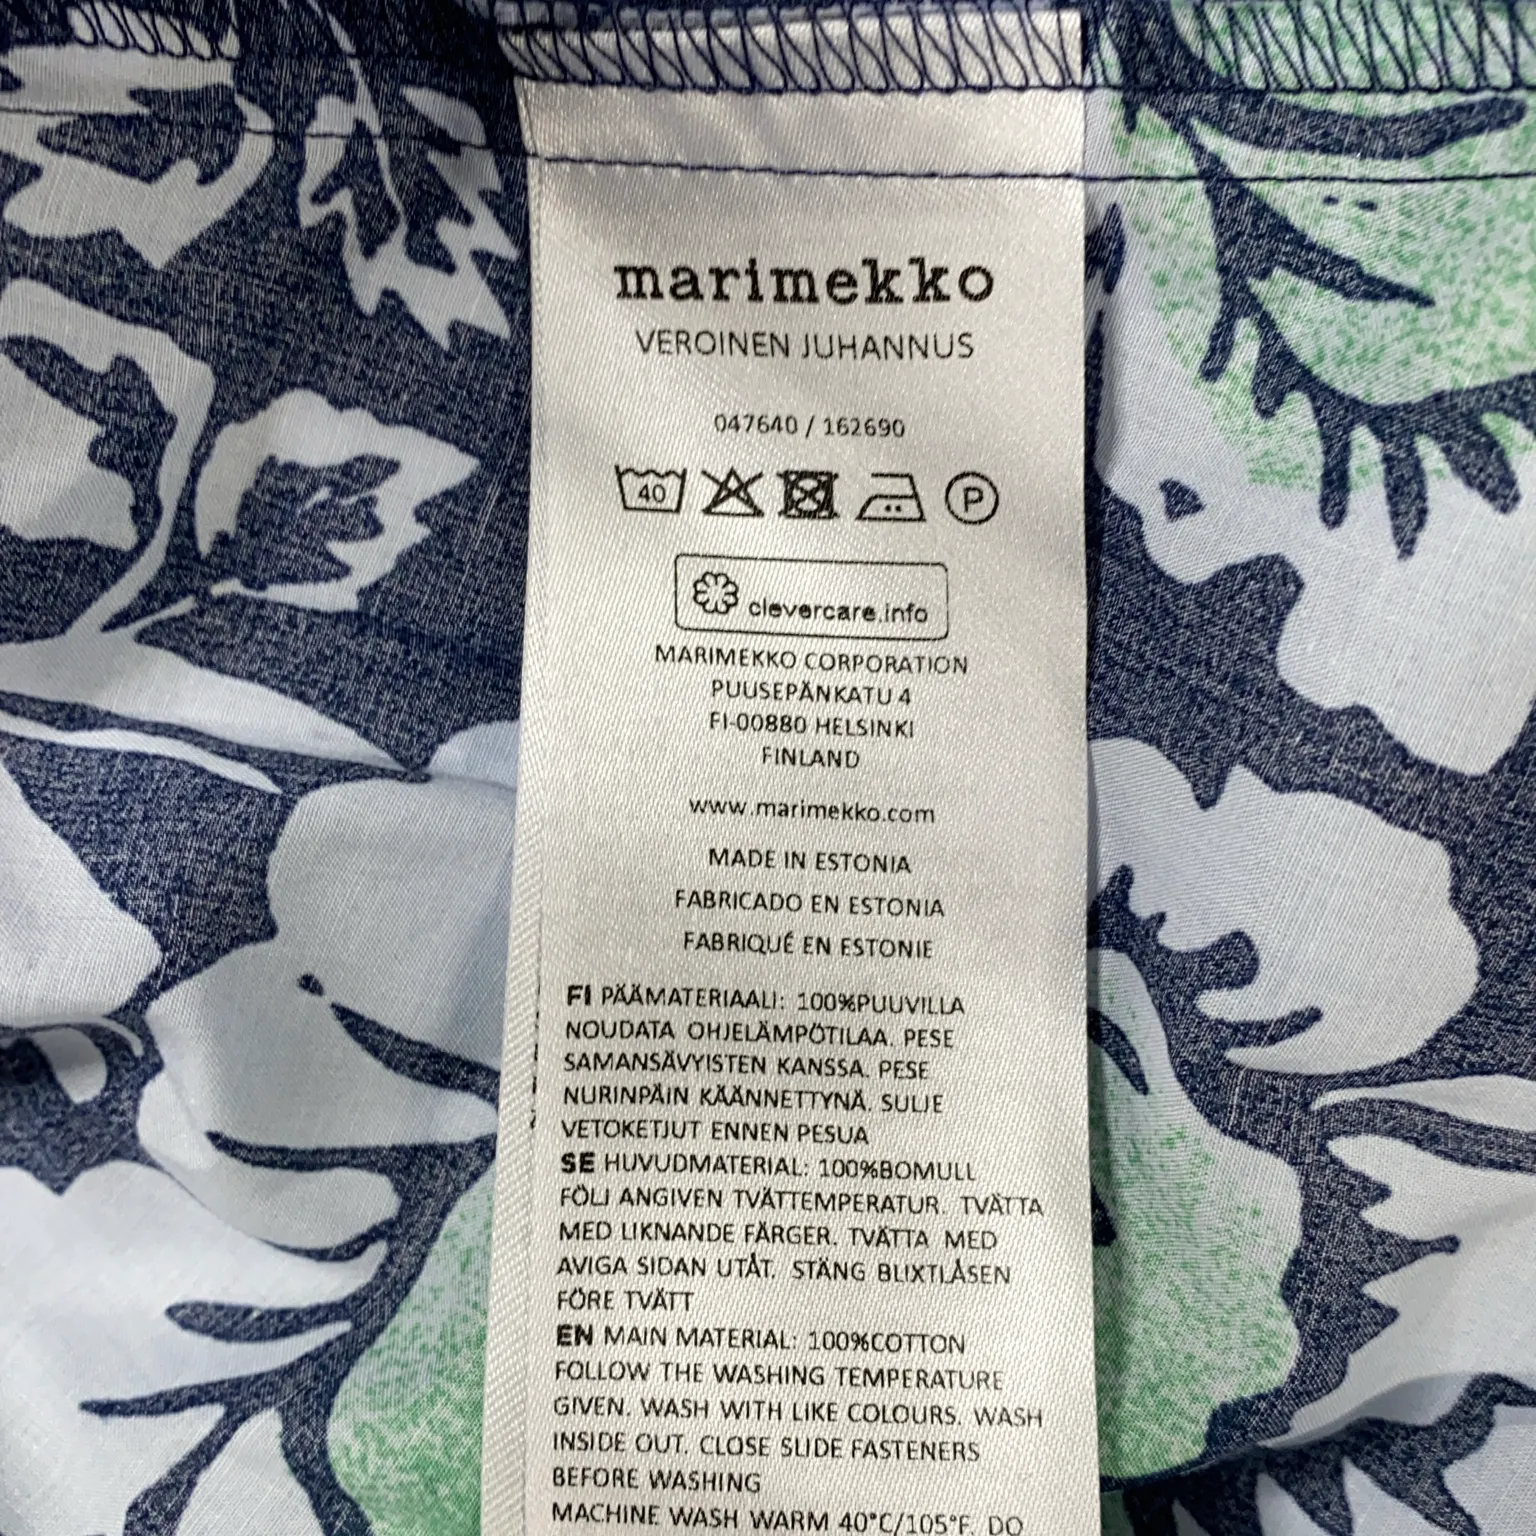 marimekko
VEROINEN JUHANNUS
047640 / 162690
40
P
clevercare.info
MARIMEKKO CORPORATION
PUUSEPÄNKATU 4
FI-00880 HELSINKI
FINLAND
www.marimekko.com
MADE IN ESTONIA
FABRICADO EN ESTONIA
FABRIQUÉ EN ESTONIE
FI PÄÄMATERIAALI: 100%PUUVILLA
NOUDATA OHJELÄMPÖTILAA. PESE
SAMANSÄVYISTEN KANSSA. PESE
NURINPÄIN KÄÄNNETTYNÄ. SULJE
VETOKETJUT ENNEN PESUA
SE HUVUDMATERIAL: 100%BOMULL
FÖLJ ANGIVEN TVÄTTEMPERATUR. TVÄTTA
MED LIKNANDE FÄRGER. TVÄTTA MED
AVIGA SIDAN UTÅT. STÄNG BLIXTLÅSEN
FÖRE TVÄTT
EN MAIN MATERIAL: 100%COTTON
FOLLOW THE WASHING TEMPERATURE
GIVEN. WASH WITH LIKE COLOURS. WASH
INSIDE OUT. CLOSE SLIDE FASTENERS
BEFORE WASHING
MACHINE WASH WARM 40°C/105°F. DO